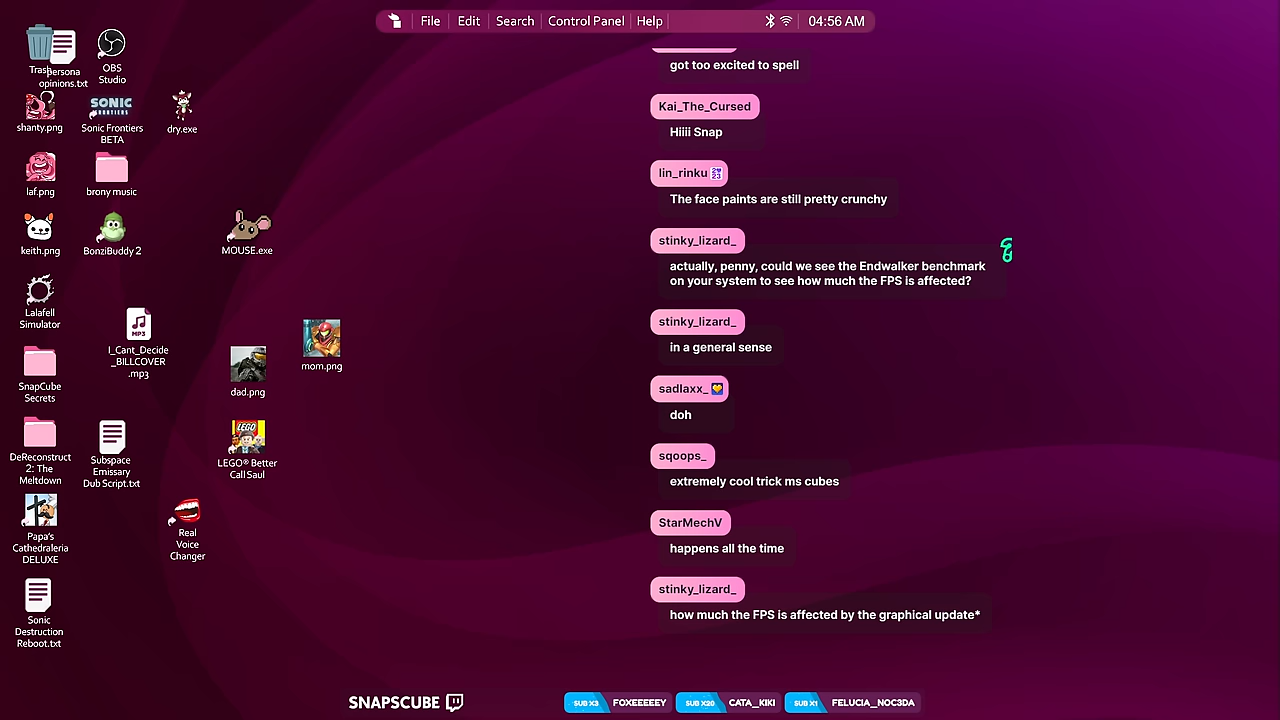 File Edit Search Control Panel Help 04:56 AM
Trash
persona
opinions.txt
OBS
Studio
shanty.png
SONIC
FRONTIERS
Sonic Frontiers
BETA
dry.exe
laf.png
brony music
keith.png
BonziBuddy 2
MOUSE.exe
Lalafell
Simulator
I_Cant_Decide
_BILLCOVER
.mp3
MP3
dad.png
mom.png
SnapCube
Secrets
DeReconstruct
2: The
Meltdown
Subspace
Emissary
Dub Script.txt
LEGO
LEGO® Better
Call Saul
Papa's
Cathedraleria
DELUXE
Real
Voice
Changer
Sonic
Destruction
Reboot.txt
got too excited to spell
Kai_The_Cursed
Hiiii Snap
lin_rinku
The face paints are still pretty crunchy
stinky_lizard_
actually, penny, could we see the Endwalker benchmark
on your system to see how much the FPS is affected?
stinky_lizard_
in a general sense
sadlaxx_
doh
sqoops_
extremely cool trick ms cubes
StarMechV
happens all the time
stinky_lizard_
how much the FPS is affected by the graphical update*
SNAPSCUBE
SUB X3 FOXEEEEEY
SUB X20 CATA_KIKI
SUB X1 FELUCIA_NOC3DA